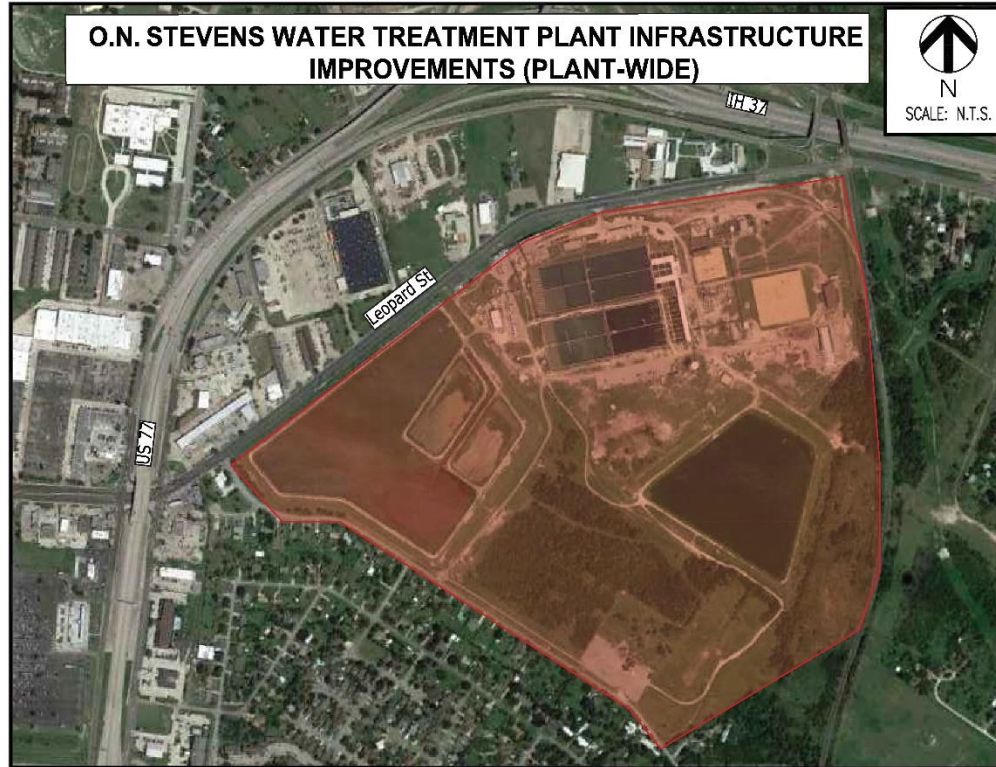 O.N. STEVENS WATER TREATMENT PLANT INFRASTRUCTURE
IMPROVEMENTS (PLANT-WIDE)
N
SCALE: N.T.S.
IH 37
Leopard St
US 77